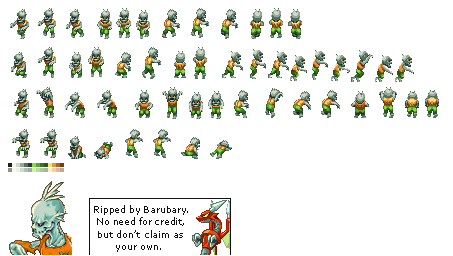 Ripped by Barubary.
No need for credit,
but don't claim as
your own.